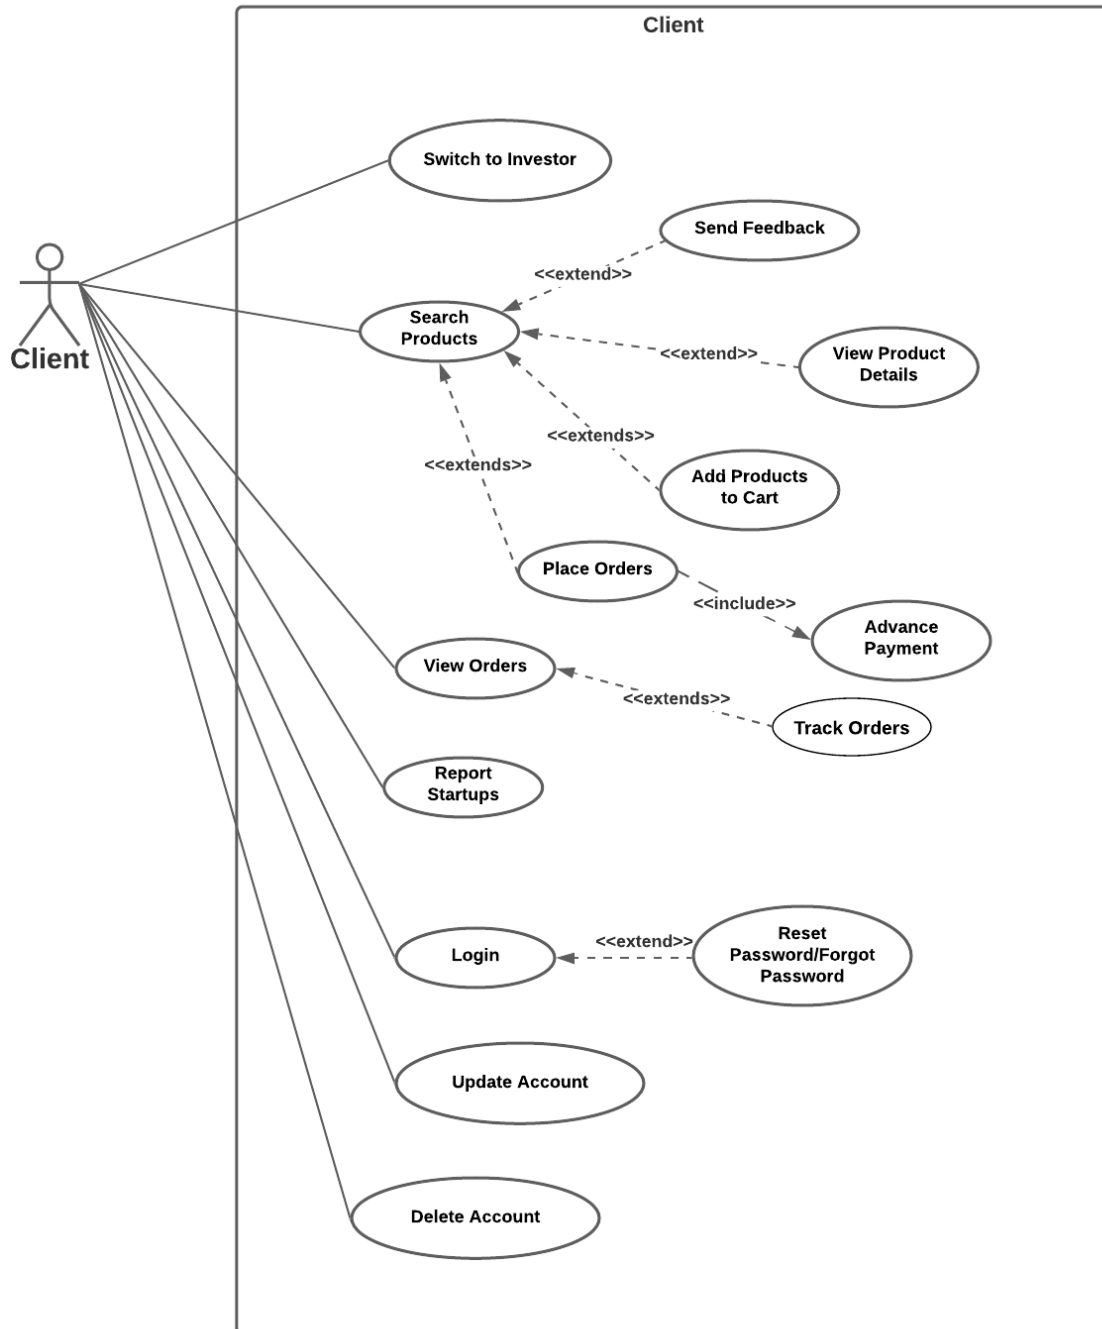 Client
Switch to Investor
Send Feedback
<<extend>>
Search
Products
<<extend>>
View Product
Details
Client
<<extends>>
<<extends>>
Add Products
to Cart
Place Orders
<<include>>
Advance
Payment
View Orders
<<extends>>
Track Orders
Report
Startups
Login
<<extend>>
Reset
Password/Forgot
Password
Update Account
Delete Account